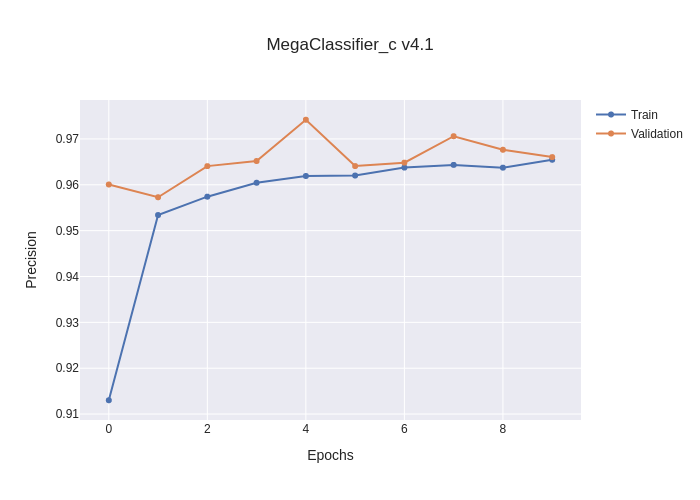 MegaClassifier_c v4.1
Train
Validation
0.97
0.96
0.95
0.94
0.93
0.92
0.91
Precision
0 2 4 6 8
Epochs